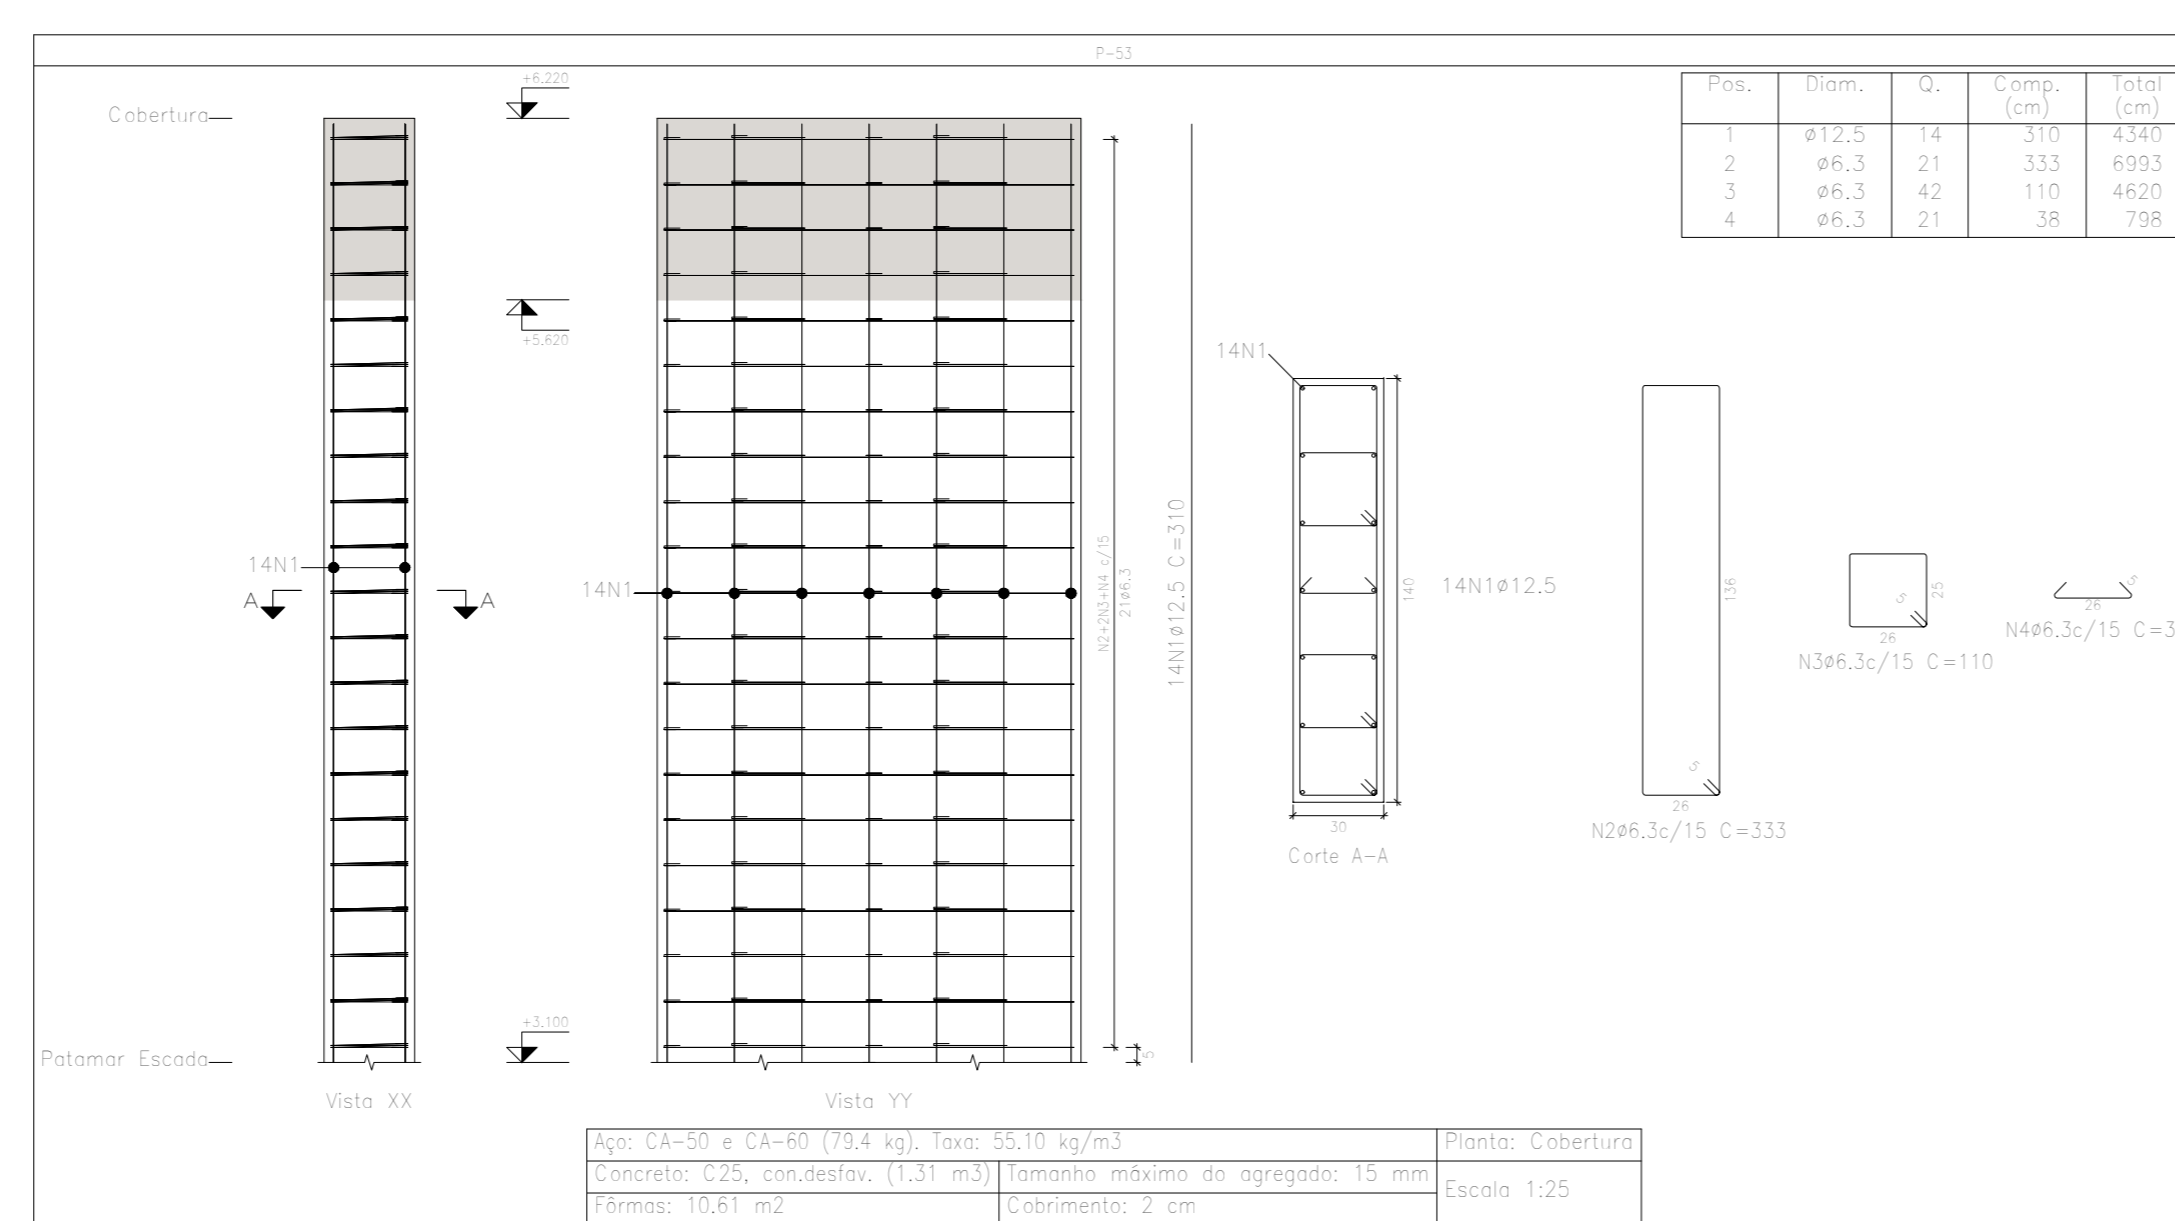 P-53
Cobertura
+6.220
+5.620
14N1
A
A
+3.100
Patamar Escada
Vista XX
14N1
Vista YY
N2+2N3+N4 c/15
21ø6.3
5
14N1ø12.5 C=310
14N1
140
14N1ø12.5
30
Corte A-A
136
5
26
N2ø6.3c/15 C=333
25
5
26
N3ø6.3c/15 C=110
5
26
N4ø6.3c/15 C=3
Pos. Diam. Q. Comp. (cm) Total (cm)
1 ø12.5 14 310 4340
2 ø6.3 21 333 6993
3 ø6.3 42 110 4620
4 ø6.3 21 38 798
Aço: CA-50 e CA-60 (79.4 kg). Taxa: 55.10 kg/m3
Planta: Cobertura
Concreto: C25, con.desfav. (1.31 m3)
Tamanho máximo do agregado: 15 mm
Escala 1:25
Fôrmas: 10.61 m2
Cobrimento: 2 cm